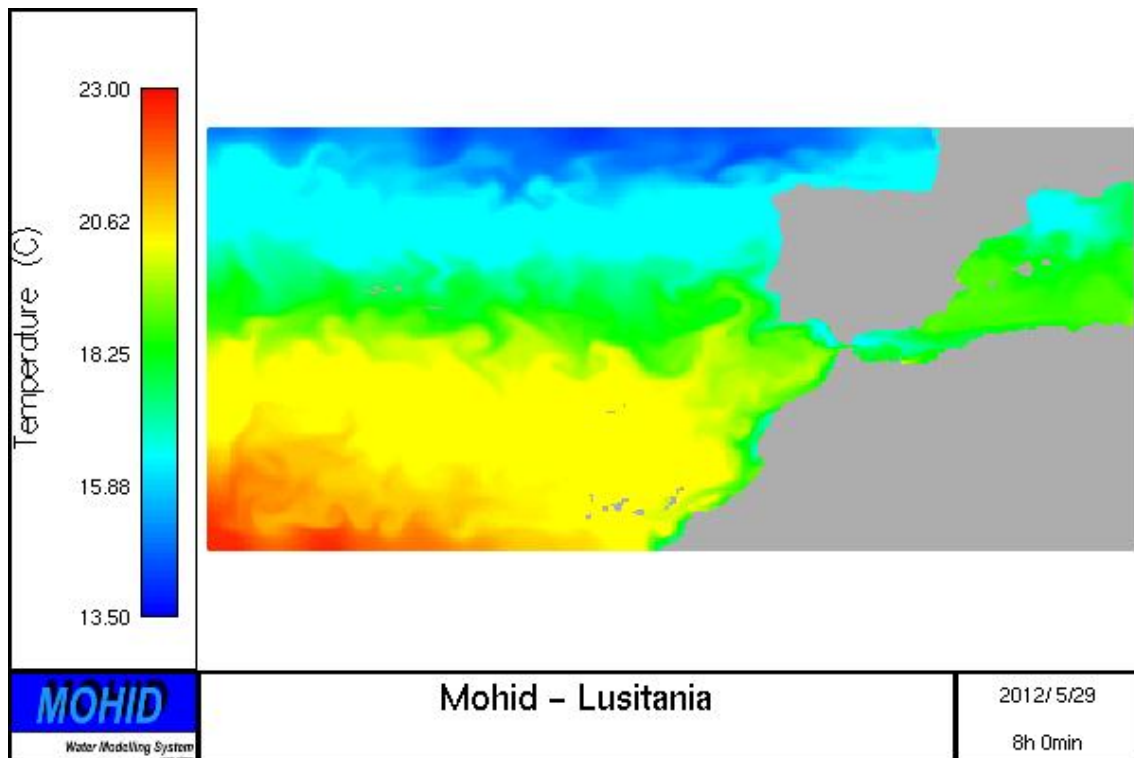 23.00
20.62
18.25
15.88
13.50
Temperature (C)
MOHID
Water Modelling System
Mohid - Lusitania
2012/5/29
8h 0min